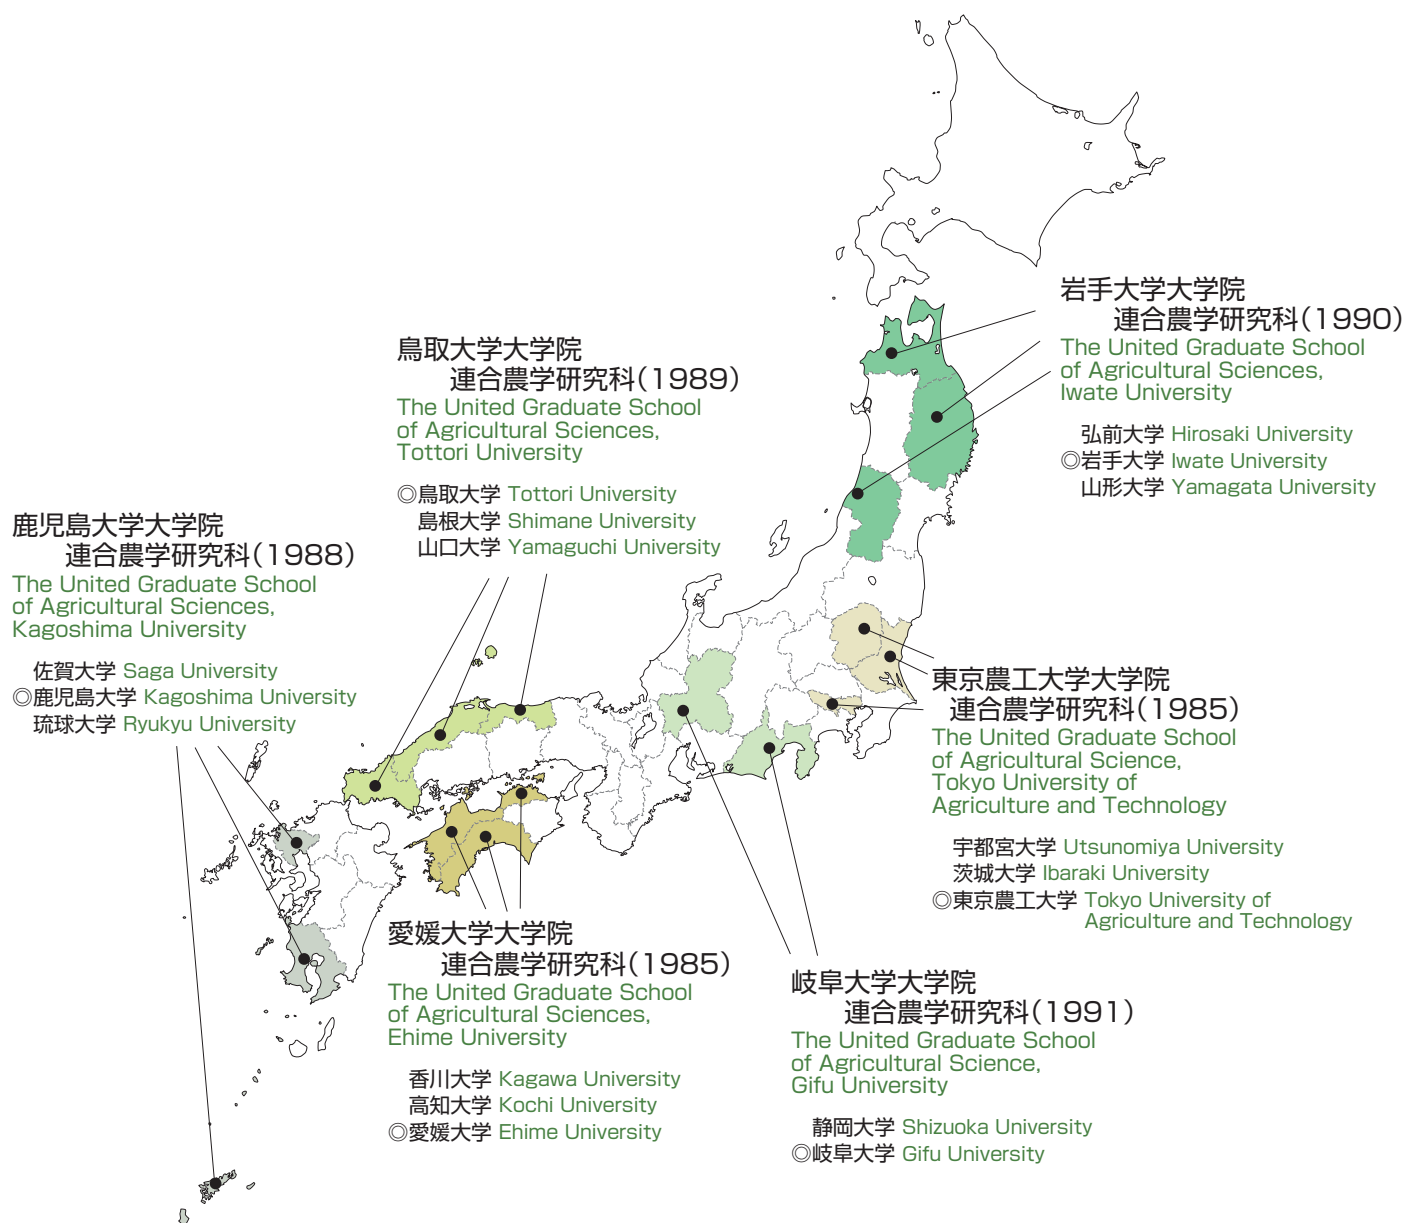 岩手大学大学院
連合農学研究科(1990)
The United Graduate School
of Agricultural Sciences,
Iwate University
弘前大学 Hirosaki University
◎岩手大学 Iwate University
山形大学 Yamagata University
鳥取大学大学院
連合農学研究科(1989)
The United Graduate School
of Agricultural Sciences,
Tottori University
◎鳥取大学 Tottori University
島根大学 Shimane University
山口大学 Yamaguchi University
鹿児島大学大学院
連合農学研究科(1988)
The United Graduate School
of Agricultural Sciences,
Kagoshima University
佐賀大学 Saga University
◎鹿児島大学 Kagoshima University
琉球大学 Ryukyu University
東京農工大学大学院
連合農学研究科(1985)
The United Graduate School
of Agricultural Science,
Tokyo University of
Agriculture and Technology
宇都宮大学 Utsunomiya University
茨城大学 Ibaraki University
◎東京農工大学 Tokyo University of
Agriculture and Technology
愛媛大学大学院
連合農学研究科(1985)
The United Graduate School
of Agricultural Sciences,
Ehime University
香川大学 Kagawa University
高知大学 Kochi University
◎愛媛大学 Ehime University
岐阜大学大学院
連合農学研究科(1991)
The United Graduate School
of Agricultural Science,
Gifu University
静岡大学 Shizuoka University
◎岐阜大学 Gifu University